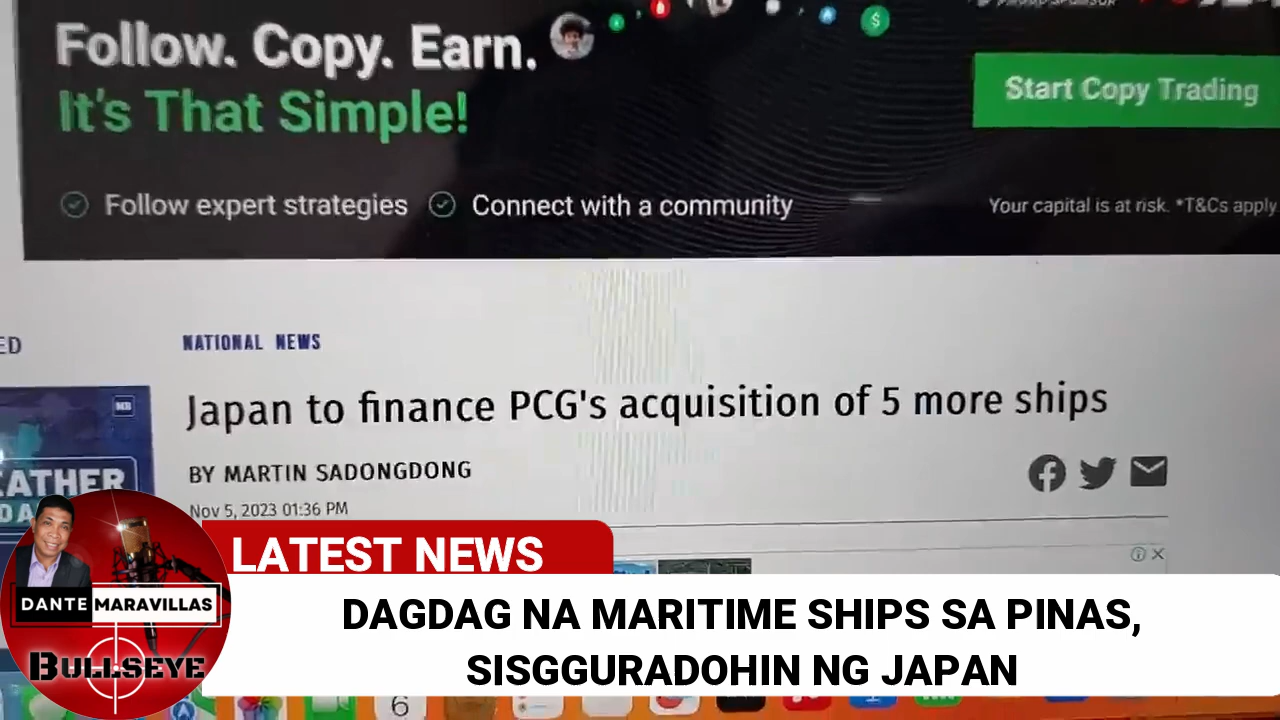 Follow. Copy. Earn.
It's That Simple!
Start Copy Trading
Follow expert strategies
Connect with a community
Your capital is at risk. *T&Cs apply
ED
NATIONAL NEWS
Japan to finance PCG's acquisition of 5 more ships
BY MARTIN SADONGDONG
Nov 5, 2023 01:36 PM
MB
EATHER
LATEST NEWS
DANTE MARAVILLAS
BULLSEYE
DAGDAG NA MARITIME SHIPS SA PINAS,
SISGGURADOHIN NG JAPAN
6